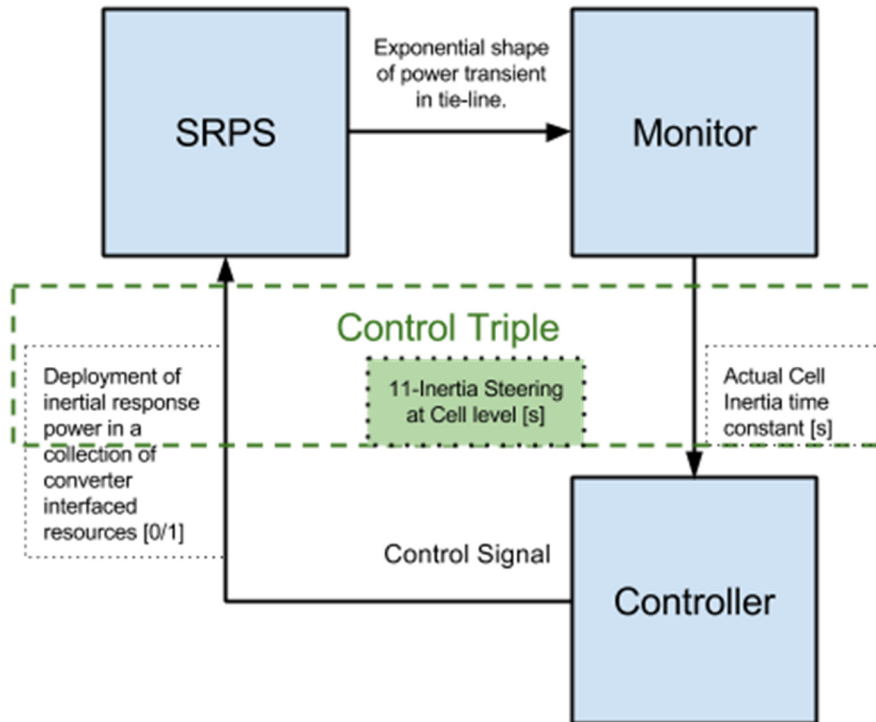 Exponential shape
of power transient
in tie-line.
SRPS
Monitor
Control Triple
11-Inertia Steering
at Cell level [s]
Deployment of
inertial response
power in a
collection of
converter
interfaced
resources [0/1]
Actual Cell
Inertia time
constant [s]
Control Signal
Controller